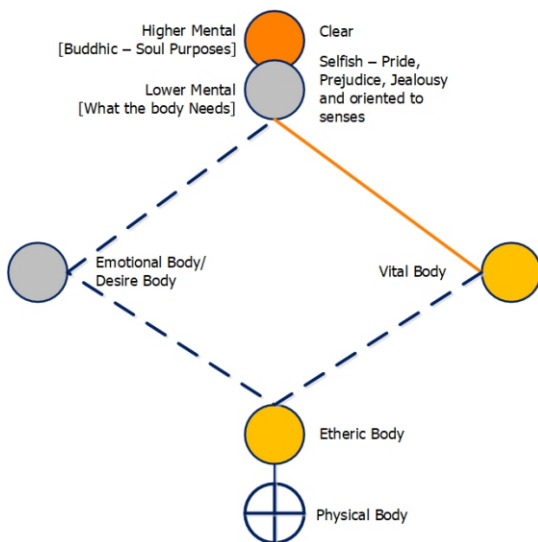 Higher Mental
[Buddhic – Soul Purposes]
Clear
Lower Mental
[What the body Needs]
Selfish – Pride,
Prejudice, Jealousy
and oriented to
senses
Emotional Body/
Desire Body
Vital Body
Etheric Body
Physical Body